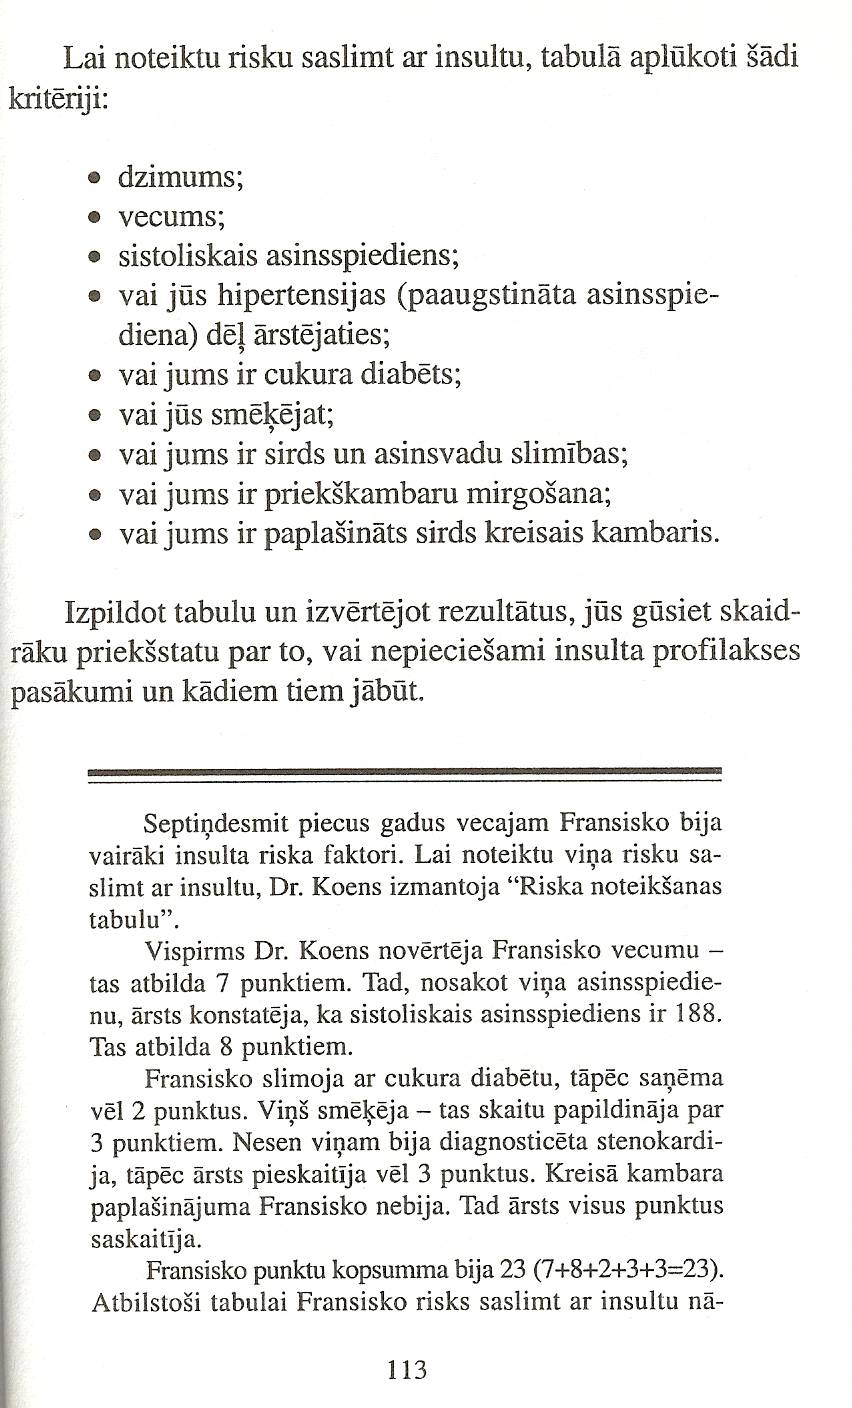 Lai noteiktu risku saslimt ar insultu, tabulā aplūkoti šādi
kritēriji:
• dzimums;
• vecums;
• sistoliskais asinsspiediens;
• vai jūs hipertensijas (paaugstināta asinsspie-
diena) dēļ ārstējaties;
• vai jums ir cukura diabēts;
• vai jūs smēķējat;
• vai jums ir sirds un asinsvadu slimības;
• vai jums ir priekškambaru mirgošana;
• vai jums ir paplašināts sirds kreisais kambaris.
Izpildot tabulu un izvērtējot rezultātus, jūs gūsiet skaid-
rāku priekšstatu par to, vai nepieciešami insulta profilakses
pasākumi un kādiem tiem jābūt.
Septiņdesmit piecus gadus vecajam Fransisko bija
vairāki insulta riska faktori. Lai noteiktu viņa risku sa-
slimt ar insultu, Dr. Koens izmantoja “Riska noteikšanas
tabulu”.
Vispirms Dr. Koens novērtēja Fransisko vecumu –
tas atbilda 7 punktiem. Tad, nosakot viņa asinsspiedie-
nu, ārsts konstatēja, ka sistoliskais asinsspiediens ir 188.
Tas atbilda 8 punktiem.
Fransisko slimoja ar cukura diabētu, tāpēc saņēma
vēl 2 punktus. Viņš smēķēja – tas skaitu papildināja par
3 punktiem. Nesen viņam bija diagnosticēta stenokardi-
ja, tāpēc ārsts pieskaitīja vēl 3 punktus. Kreisā kambara
paplašinājuma Fransisko nebija. Tad ārsts visus punktus
saskaitīja.
Fransisko punktu kopsumma bija 23 (7+8+2+3+3=23).
Atbilstoši tabulai Fransisko risks saslimt ar insultu nā-
113